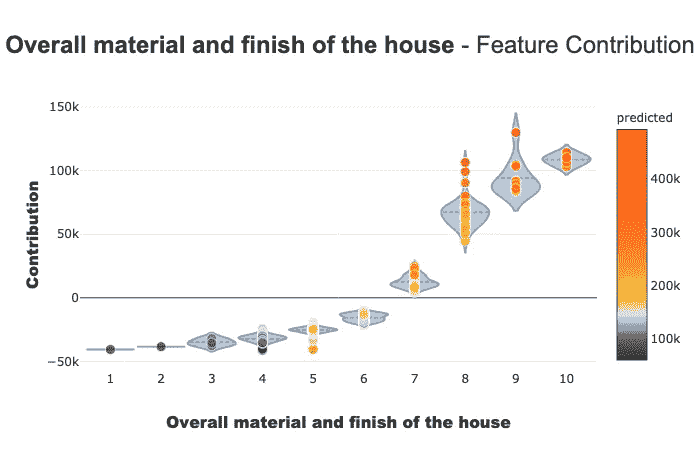 Overall material and finish of the house - Feature Contribution
predicted
150k
100k
50k
0
−50k
Contribution
400k
300k
200k
100k
1 2 3 4 5 6 7 8 9 10
Overall material and finish of the house